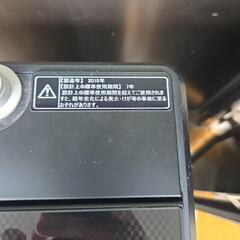 【製造年】2018年
【設計上の標準使用期間】7年
設計上の標準使用期間を超えてご使用されま
すと、経年劣化による発火・けが等の事故に至る
おそれがあります。